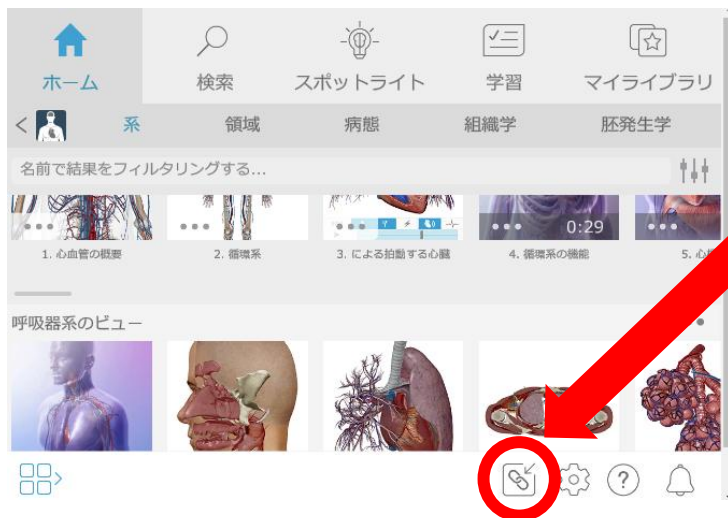 ホーム 検索 スポットライト 学習 マイライブラリ
系 領域 病態 組織学 胚発生学
名前で結果をフィルタリングする...
0:29
1. 心血管の概要 2. 循環系 3. による拍動する心臓 4. 循環系の機能 5.
呼吸器系のビュー
?